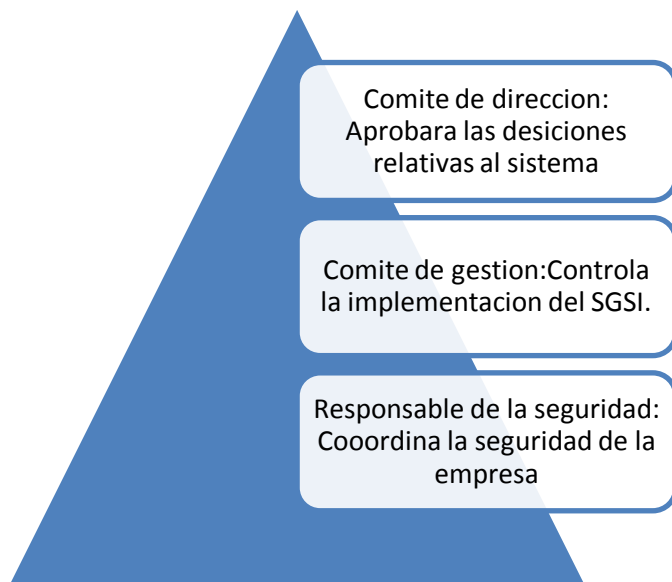 Comite de direccion:
Aprobara las desiciones
relativas al sistema
Comite de gestion:Controla
la implementacion del SGSI.
Responsable de la seguridad:
Cooordina la seguridad de la
empresa